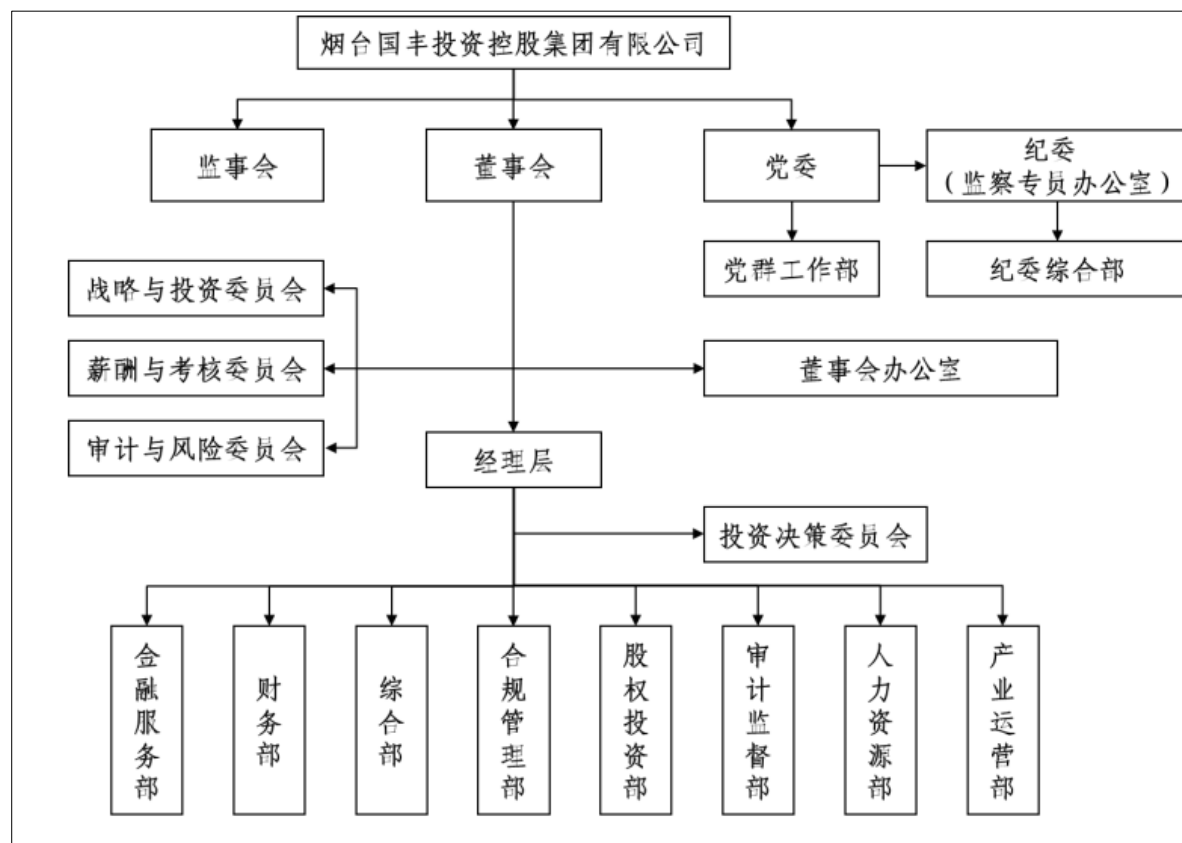 烟台国丰投资控股集团有限公司
监事会
董事会
党委
纪委
（监察专员办公室）
党群工作部
纪委综合部
战略与投资委员会
薪酬与考核委员会
董事会办公室
审计与风险委员会
经理层
投资决策委员会
金融服务部
财务部
综合部
合规管理部
股权投资部
审计监督部
人力资源部
产业运营部